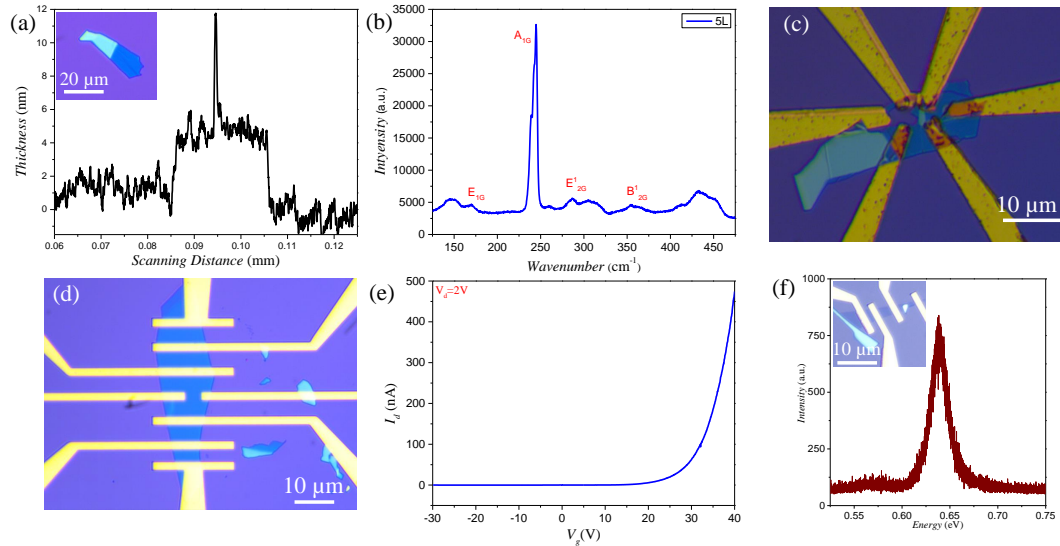 (a)
12
10
8
6
4
2
0
0.06 0.07 0.08 0.09 0.10 0.11 0.12
Thickness (nm)
Scanning Distance (mm)
20 μm
(b)
35000
30000
25000
20000
15000
10000
5000
0
150 200 250 300 350 400 450
Intyensity (a.u.)
Wavenumber (cm⁻¹)
5L
A₁G
E₁G
E¹₂G
B¹₂G
(c)
10 μm
(d)
10 μm
(e)
V_d=2V
500
400
300
200
100
0
-30 -20 -10 0 10 20 30 40
I_d (nA)
V_g(V)
(f)
1000
750
500
250
0
0.55 0.60 0.65 0.70 0.75
Intensity (a.u.)
Energy (eV)
10 μm